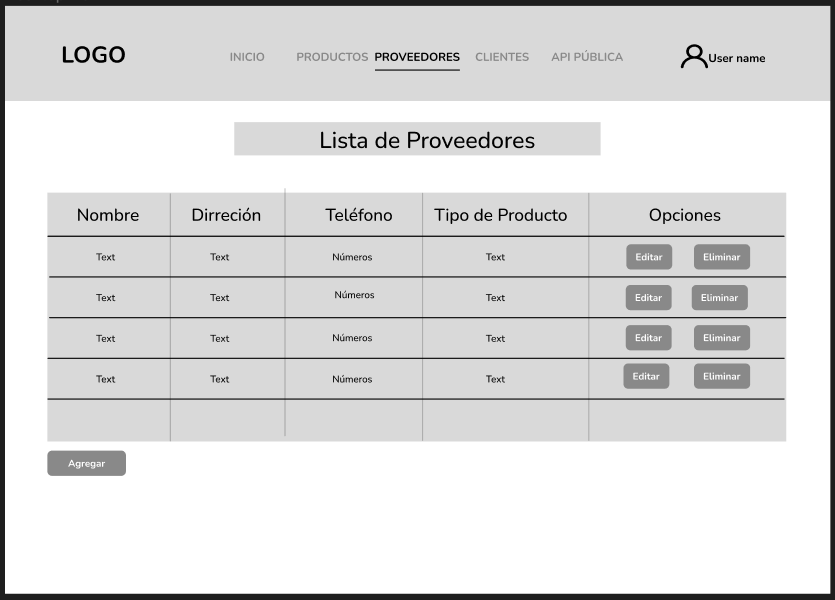 LOGO INICIO PRODUCTOS PROVEEDORES CLIENTES API PÚBLICA User name
Lista de Proveedores
Nombre Dirreción Teléfono Tipo de Producto Opciones
Text Text Números Text Editar Eliminar
Text Text Números Text Editar Eliminar
Text Text Números Text Editar Eliminar
Text Text Números Text Editar Eliminar
Agregar